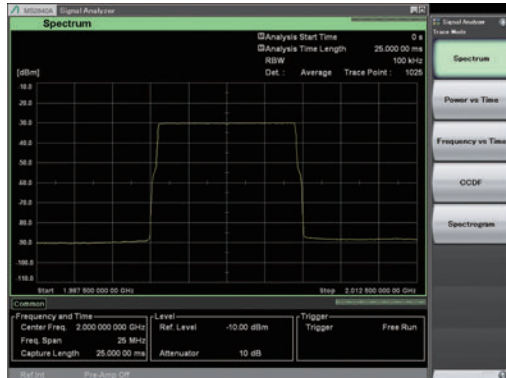 MS2840A Signal Analyzer
Spectrum
Analysis Start Time 0 s
Analysis Time Length 25.000 00 ms
RBW 100 kHz
Det. : Average Trace Point : 1025
[dBm]
-10.0
-20.0
-30.0
-40.0
-50.0
-60.0
-70.0
-80.0
-90.0
-100.0
-110.0
Start 1.987 500 000 00 GHz Stop 2.012 500 000 00 GHz
Common
Frequency and Time
Center Freq. 2.000 000 000 GHz
Freq. Span 25 MHz
Capture Length 25.000 00 ms
Level
Ref. Level -10.00 dBm
Attenuator 10 dB
Trigger
Trigger Free Run
Ref.Int Pre-Amp Off
Signal Analyzer
Trace Mode
Spectrum
Power vs Time
Frequency vs Time
CCDF
Spectrogram